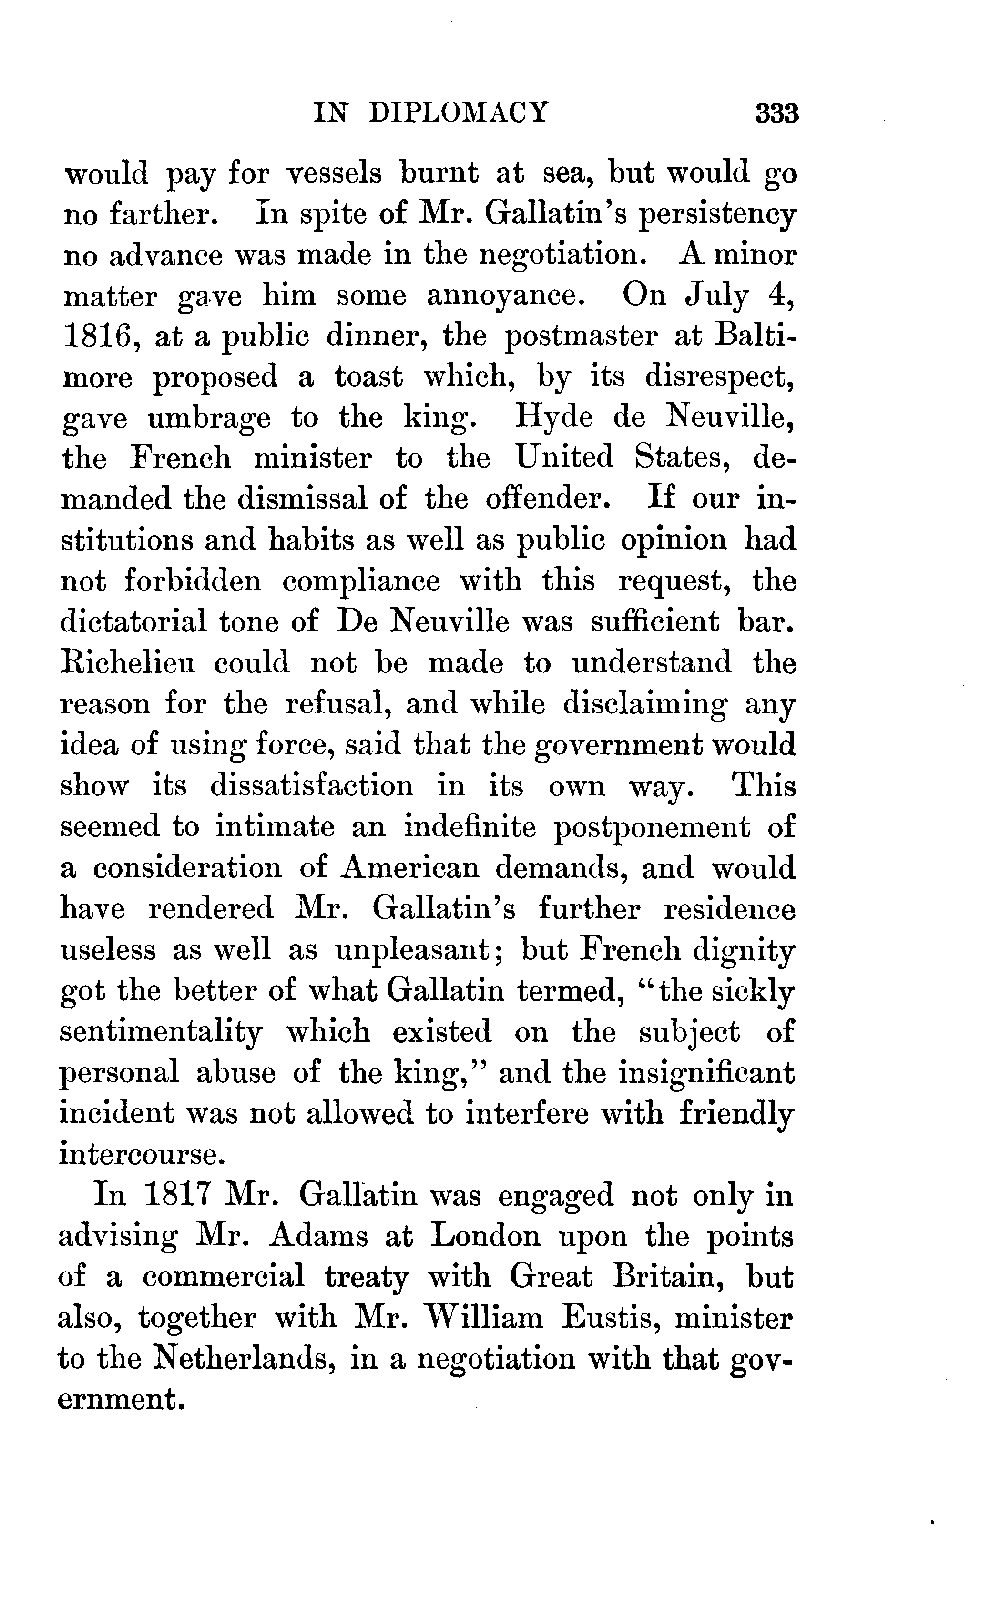 IN DIPLOMACY 333
would pay for vessels burnt at sea, but would go
no farther. In spite of Mr. Gallatin's persistency
no advance was made in the negotiation. A minor
matter gave him some annoyance. On July 4,
1816, at a public dinner, the postmaster at Balti-
more proposed a toast which, by its disrespect,
gave umbrage to the king. Hyde de Neuville,
the French minister to the United States, de-
manded the dismissal of the offender. If our in-
stitutions and habits as well as public opinion had
not forbidden compliance with this request, the
dictatorial tone of De Neuville was sufficient bar.
Richelieu could not be made to understand the
reason for the refusal, and while disclaiming any
idea of using force, said that the government would
show its dissatisfaction in its own way. This
seemed to intimate an indefinite postponement of
a consideration of American demands, and would
have rendered Mr. Gallatin's further residence
useless as well as unpleasant; but French dignity
got the better of what Gallatin termed, "the sickly
sentimentality which existed on the subject of
personal abuse of the king," and the insignificant
incident was not allowed to interfere with friendly
intercourse.
In 1817 Mr. Gallatin was engaged not only in
advising Mr. Adams at London upon the points
of a commercial treaty with Great Britain, but
also, together with Mr. William Eustis, minister
to the Netherlands, in a negotiation with that gov-
ernment.